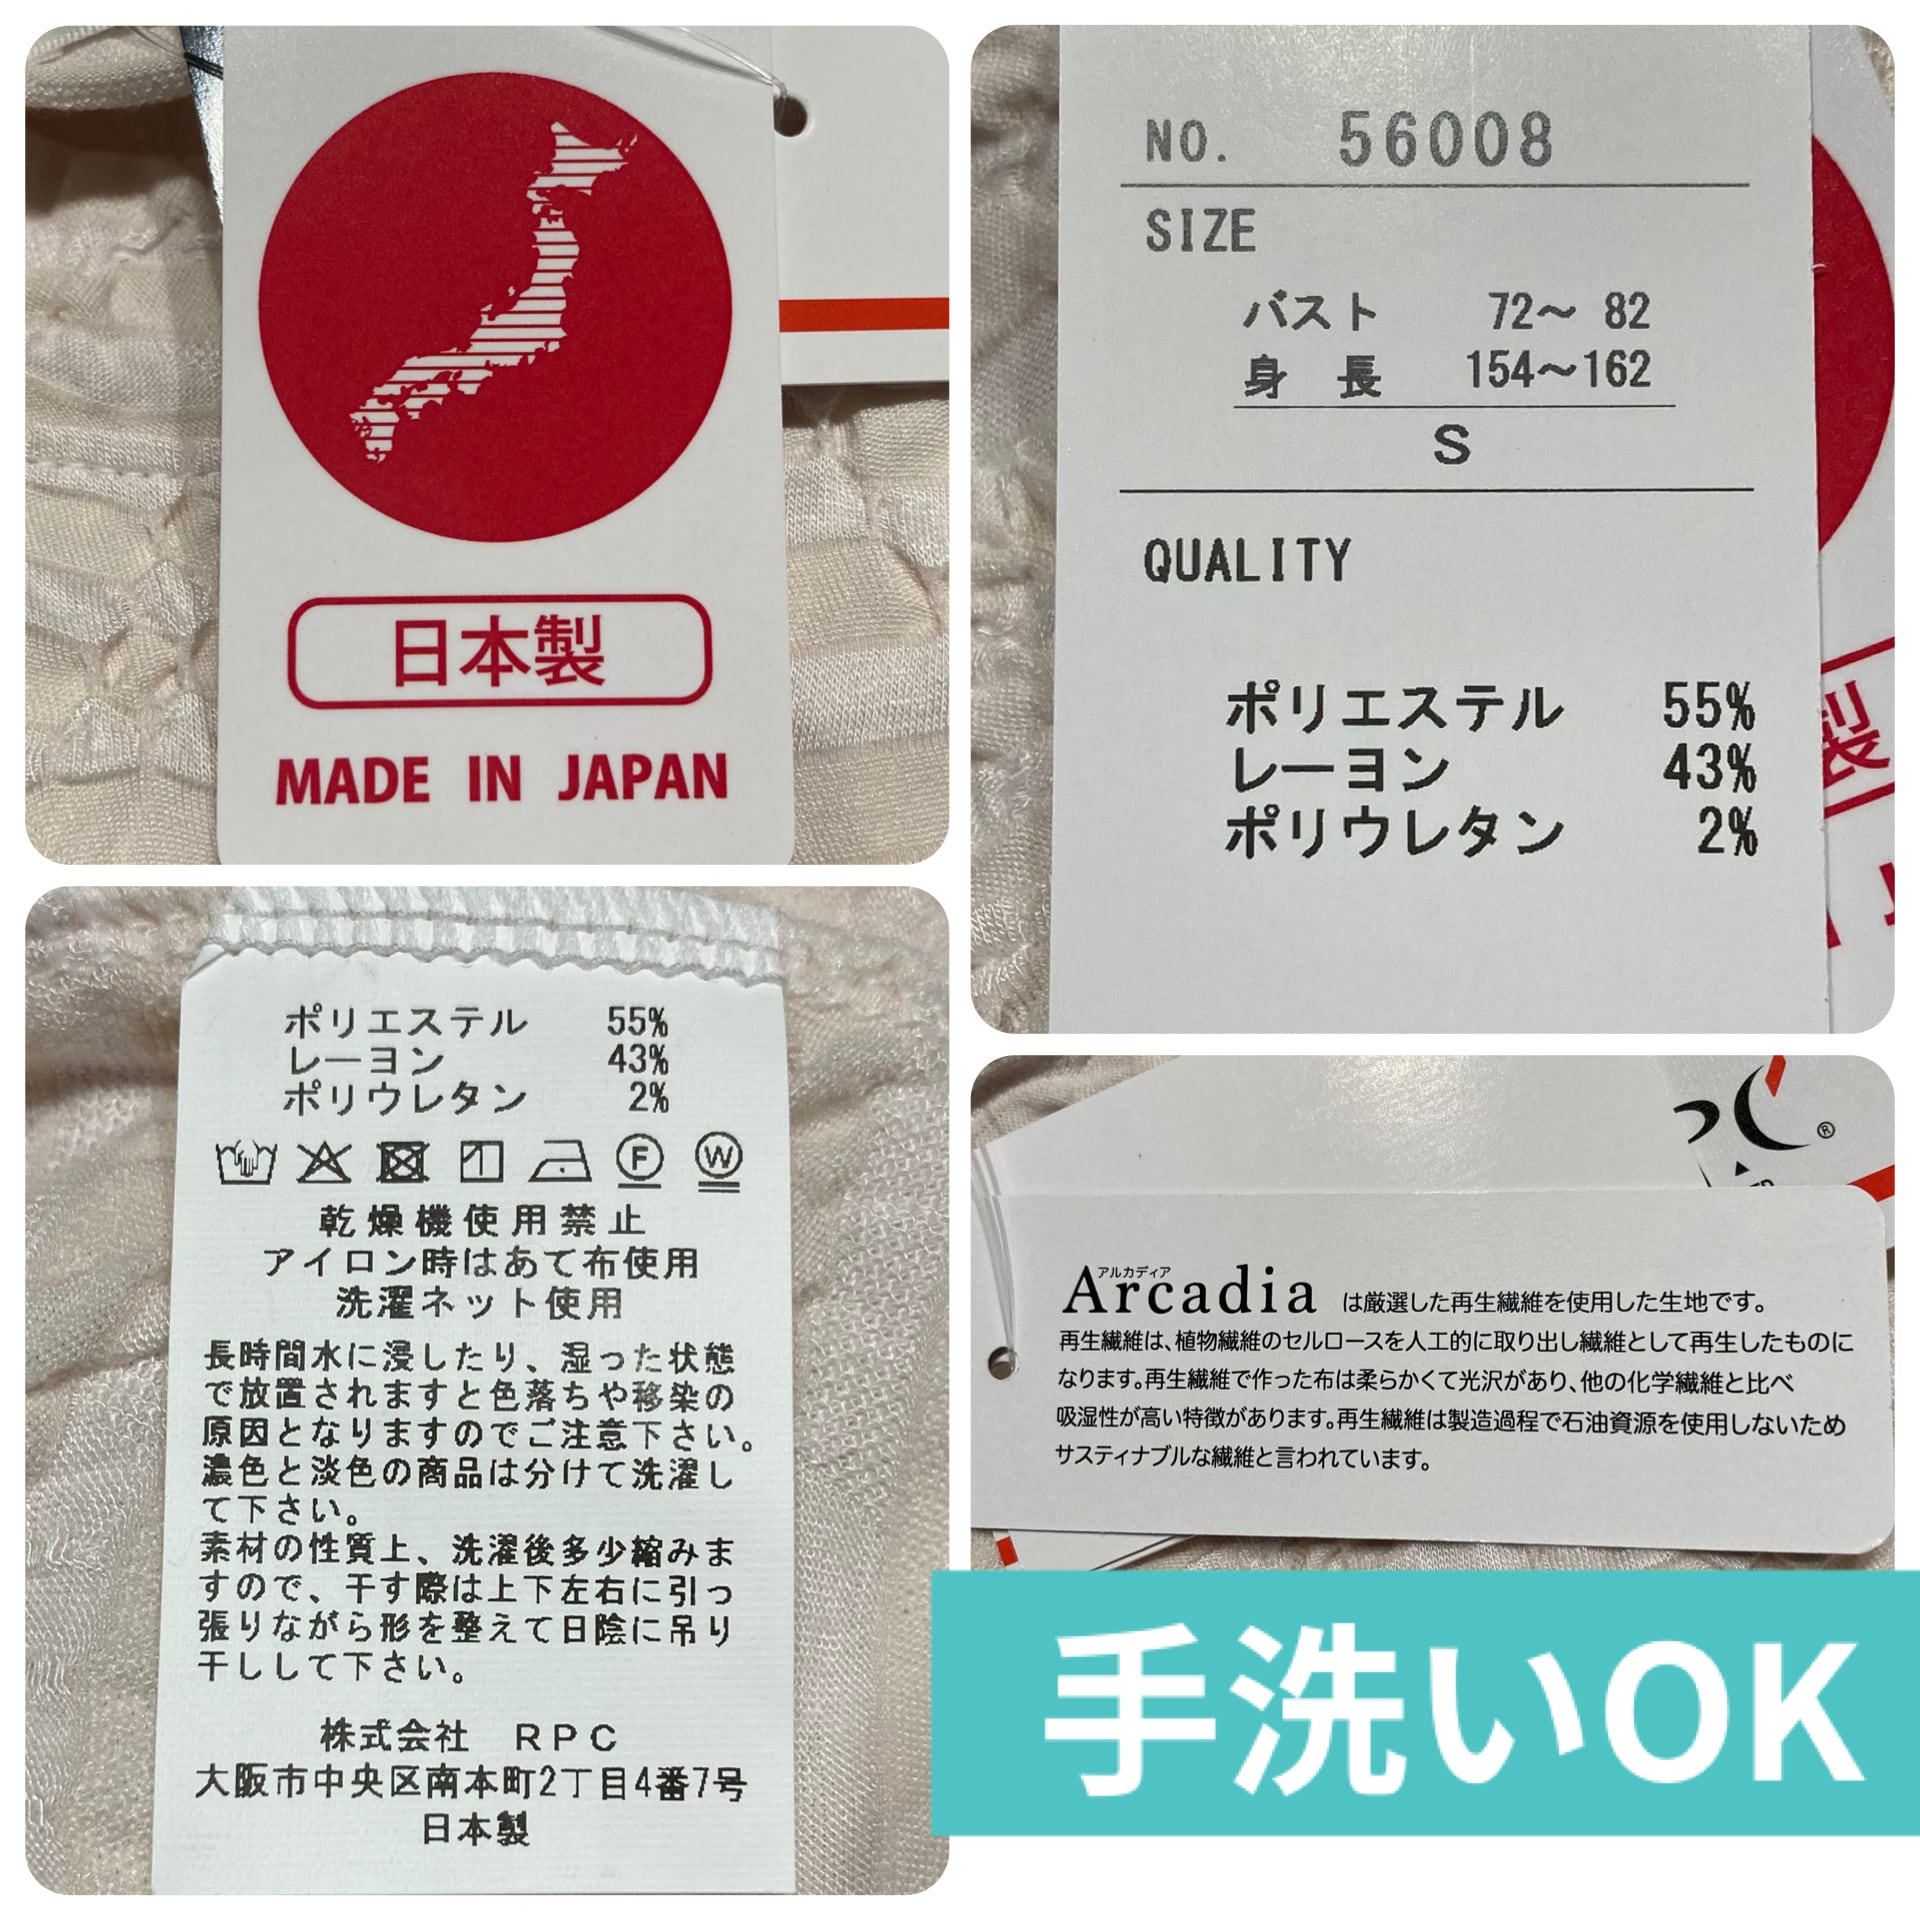 日本製
MADE IN JAPAN
NO. 56008
SIZE
バスト 72～ 82
身 長 154～162
S
QUALITY
ポリエステル 55%
レーヨン 43%
ポリウレタン 2%
製
ポリエステル 55%
レーヨン 43%
ポリウレタン 2%
F W
乾燥機使用禁止
アイロン時はあて布使用
洗濯ネット使用
長時間水に浸したり、湿った状態
で放置されますと色落ちや移染の
原因となりますのでご注意下さい。
濃色と淡色の商品は分けて洗濯し
て下さい。
素材の性質上、洗濯後多少縮みま
すので、干す際は上下左右に引っ
張りながら形を整えて日陰に吊り
干しして下さい。
株式会社 RPC
大阪市中央区南本町2丁目4番7号
日本製
®
アルカディア
Arcadia は厳選した再生繊維を使用した生地です。
再生繊維は、植物繊維のセルロースを人工的に取り出し繊維として再生したものに
なります。再生繊維で作った布は柔らかくて光沢があり、他の化学繊維と比べ
吸湿性が高い特徴があります。再生繊維は製造過程で石油資源を使用しないため
サスティナブルな繊維と言われています。
手洗いOK